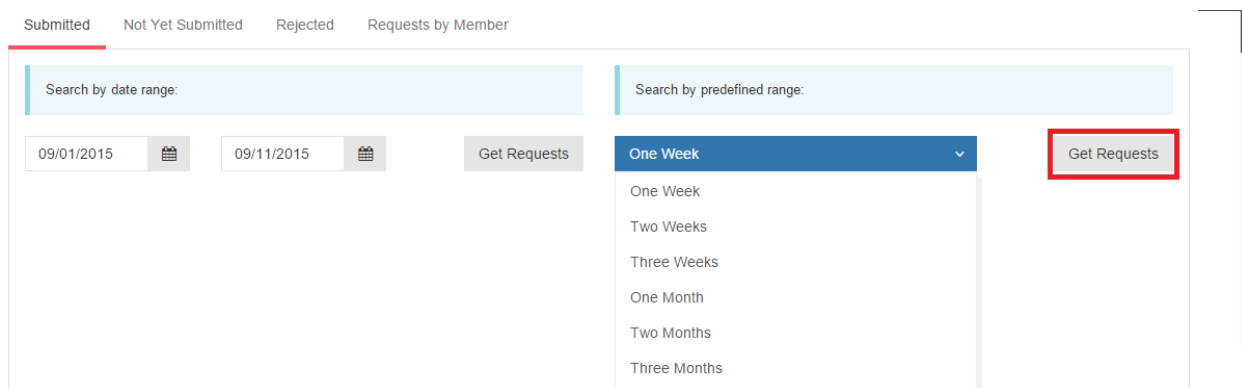 Submitted Not Yet Submitted Rejected Requests by Member
Search by date range: Search by predefined range:
09/01/2015 09/11/2015 Get Requests One Week Get Requests
One Week
Two Weeks
Three Weeks
One Month
Two Months
Three Months